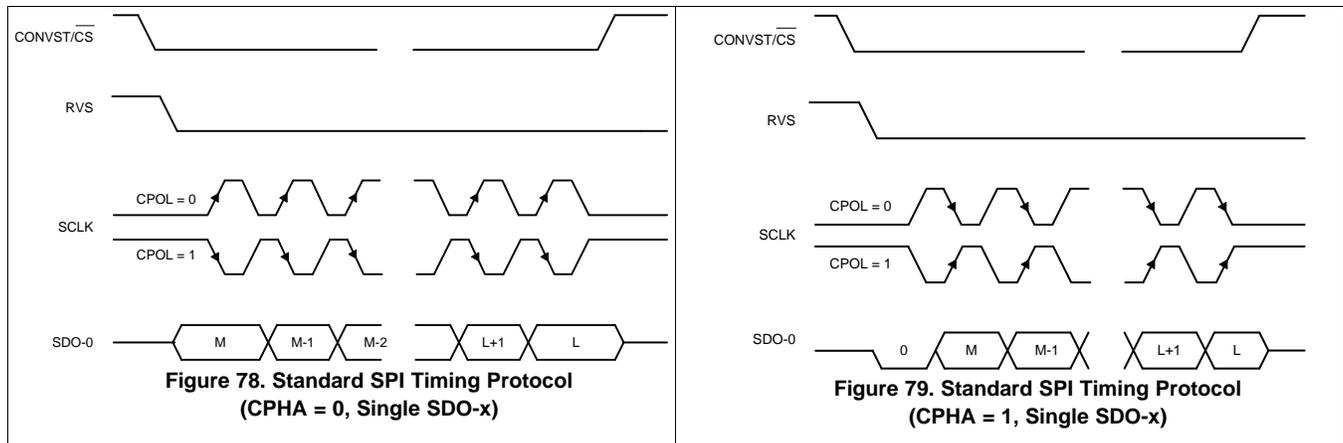 CONVST/CS
RVS
CPOL = 0
SCLK
CPOL = 1
SDO-0
M
M-1
M-2
L+1
L
Figure 78. Standard SPI Timing Protocol
(CPHA = 0, Single SDO-x)
CONVST/CS
RVS
CPOL = 0
SCLK
CPOL = 1
SDO-0
0
M
M-1
L+1
L
Figure 79. Standard SPI Timing Protocol
(CPHA = 1, Single SDO-x)